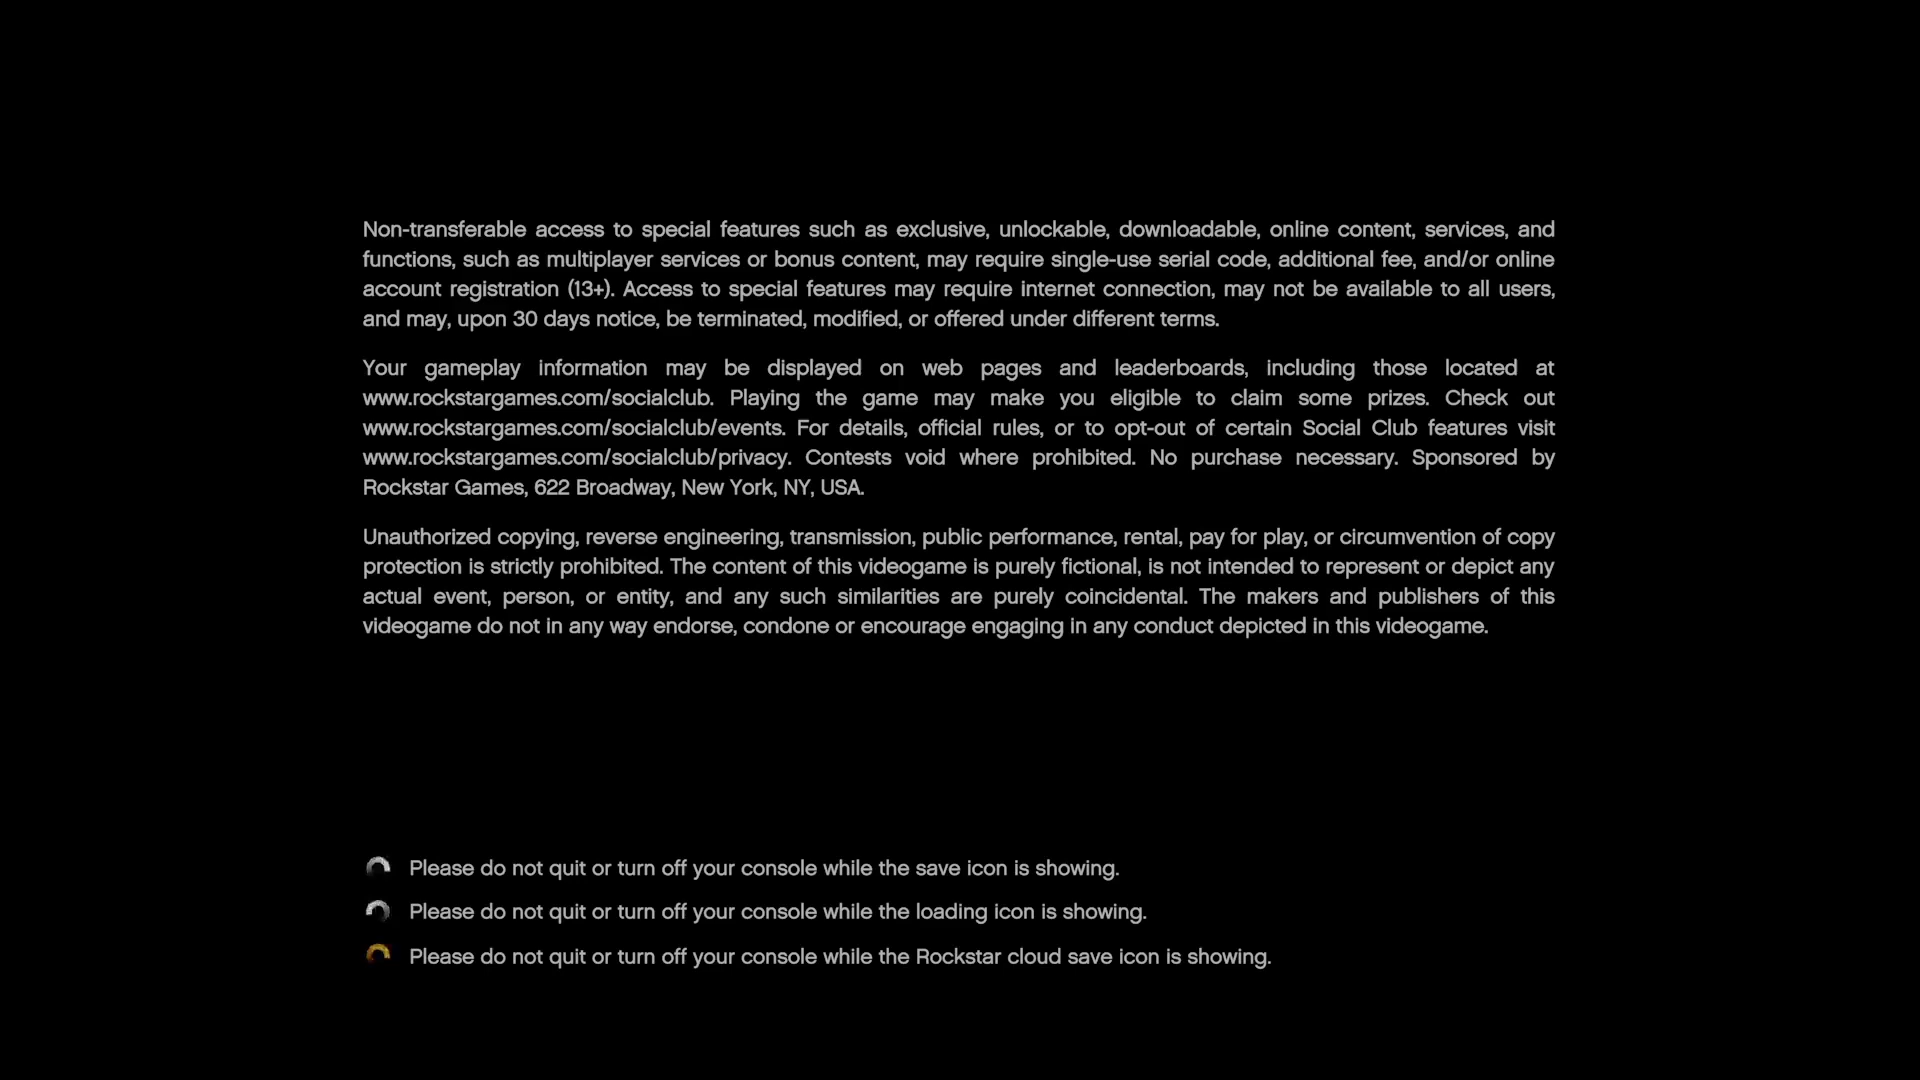 Non-transferable access to special features such as exclusive, unlockable, downloadable, online content, services, and
functions, such as multiplayer services or bonus content, may require single-use serial code, additional fee, and/or online
account registration (13+). Access to special features may require internet connection, may not be available to all users,
and may, upon 30 days notice, be terminated, modified, or offered under different terms.
Your gameplay information may be displayed on web pages and leaderboards, including those located at
www.rockstargames.com/socialclub. Playing the game may make you eligible to claim some prizes. Check out
www.rockstargames.com/socialclub/events. For details, official rules, or to opt-out of certain Social Club features visit
www.rockstargames.com/socialclub/privacy. Contests void where prohibited. No purchase necessary. Sponsored by
Rockstar Games, 622 Broadway, New York, NY, USA.
Unauthorized copying, reverse engineering, transmission, public performance, rental, pay for play, or circumvention of copy
protection is strictly prohibited. The content of this videogame is purely fictional, is not intended to represent or depict any
actual event, person, or entity, and any such similarities are purely coincidental. The makers and publishers of this
videogame do not in any way endorse, condone or encourage engaging in any conduct depicted in this videogame.
Please do not quit or turn off your console while the save icon is showing.
Please do not quit or turn off your console while the loading icon is showing.
Please do not quit or turn off your console while the Rockstar cloud save icon is showing.